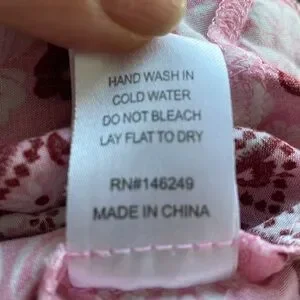 HAND WASH IN
COLD WATER
DO NOT BLEACH
LAY FLAT TO DRY
RN#146249
MADE IN CHINA